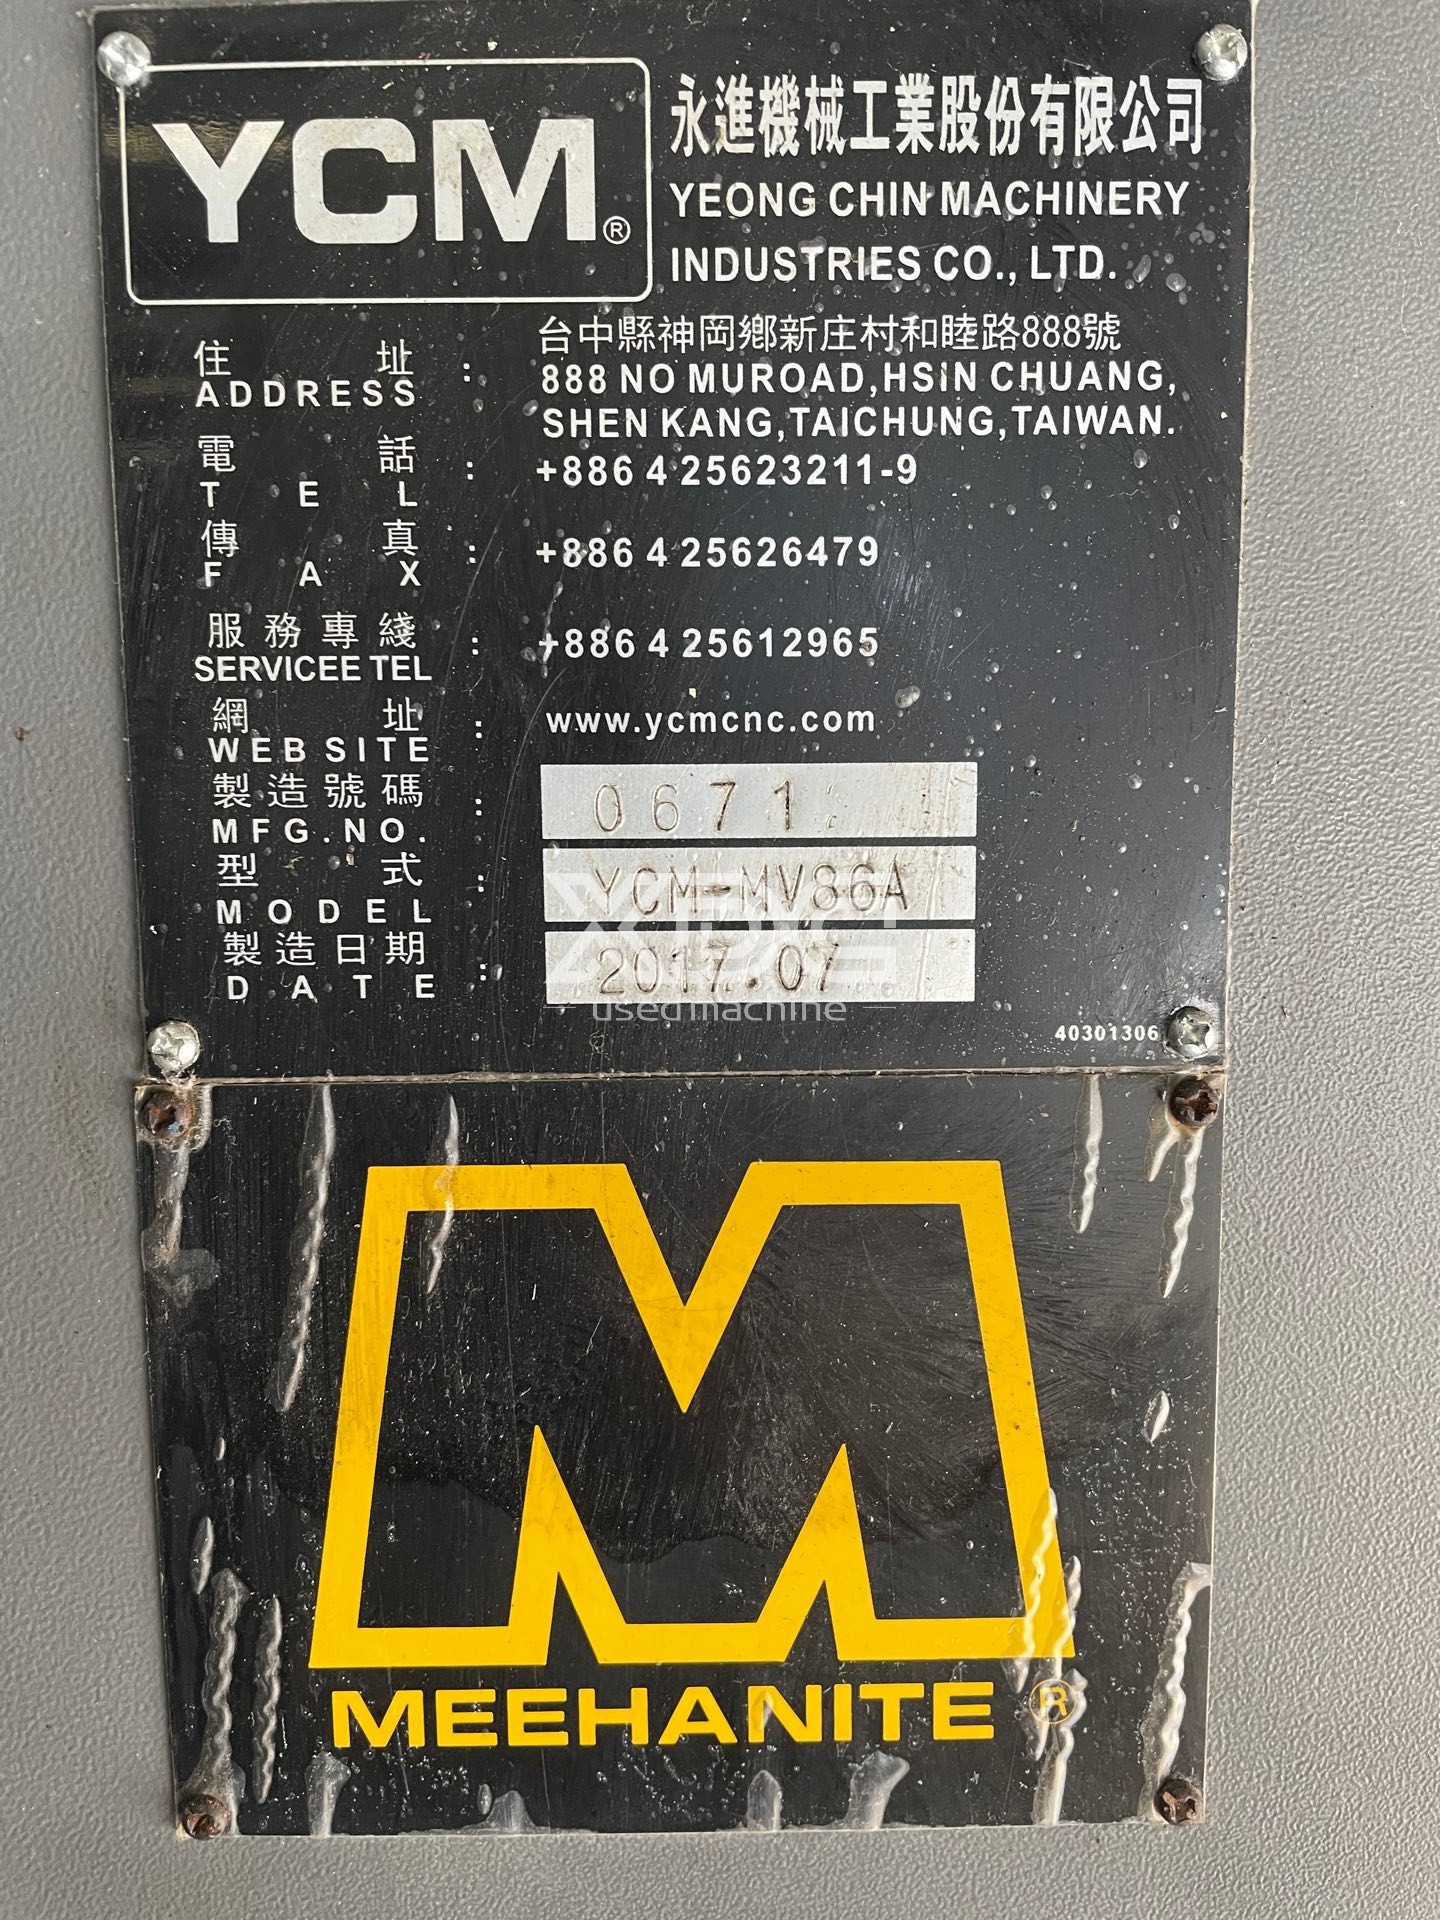 YCM®
永進機械工業股份有限公司
YEONG CHIN MACHINERY
INDUSTRIES CO., LTD.
住址 : 台中縣神岡鄉新庄村和睦路888號
ADDRESS 888 NO MUROAD,HSIN CHUANG,
SHEN KANG,TAICHUNG,TAIWAN.
電話 : +886 4 25623211-9
TEL
傳真 : +886 4 25626479
FAX
服務專綫 : +886 4 25612965
SERVICEE TEL
網址 : www.ycmcnc.com
WEBSITE
製造號碼 : 0671
MFG.NO.
型式 : YCM-MV86A
MODEL
製造日期 : 2017.07
DATE
used machine
40301306
MEEHANITE®